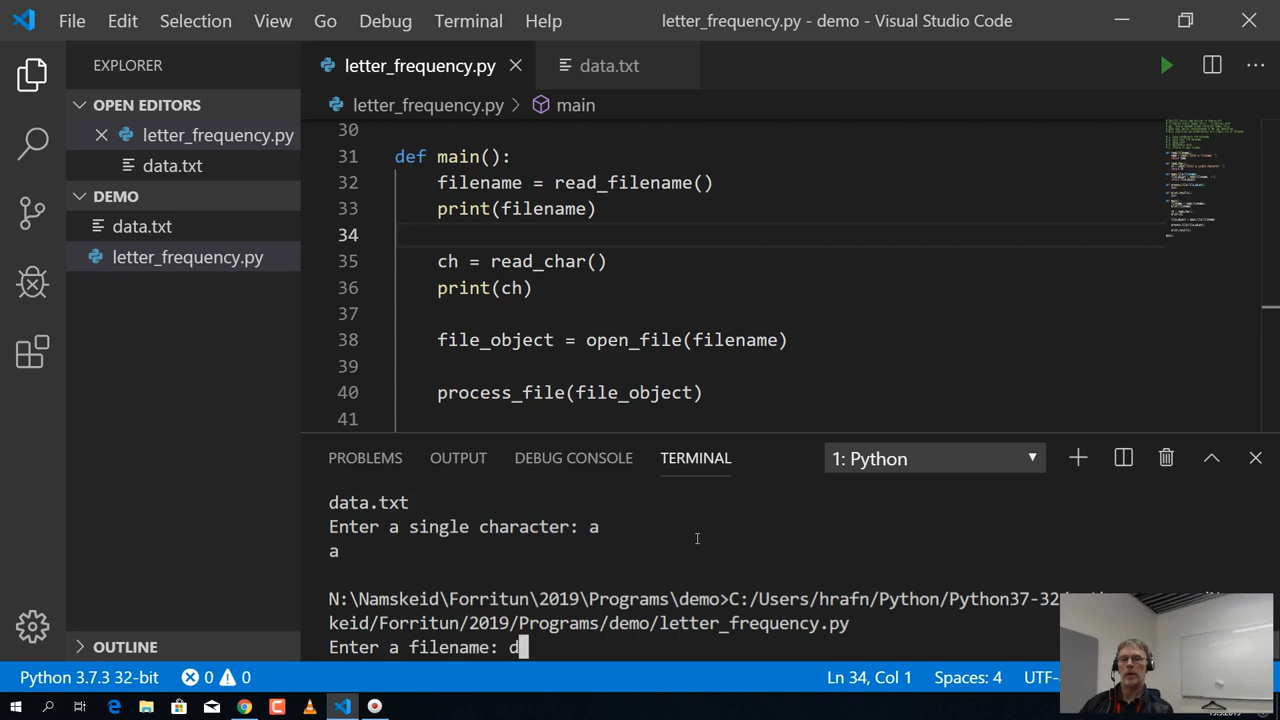 File Edit Selection View Go Debug Terminal Help letter_frequency.py - demo - Visual Studio Code
EXPLORER
letter_frequency.py
data.txt
OPEN EDITORS
letter_frequency.py > main
letter_frequency.py
data.txt
DEMO
data.txt
letter_frequency.py
30
31 def main():
32 filename = read_filename()
33 print(filename)
34
35 ch = read_char()
36 print(ch)
37
38 file_object = open_file(filename)
39
40 process_file(file_object)
41
PROBLEMS OUTPUT DEBUG CONSOLE TERMINAL 1: Python
data.txt
Enter a single character: a
a
N:\Namskeid\Forritun\2019\Programs\demo>C:/Users/hrafn/Python/Python37-32
keid/Forritun/2019/Programs/demo/letter_frequency.py
Enter a filename: d
OUTLINE
Python 3.7.3 32-bit 0 0 Ln 34, Col 1 Spaces: 4